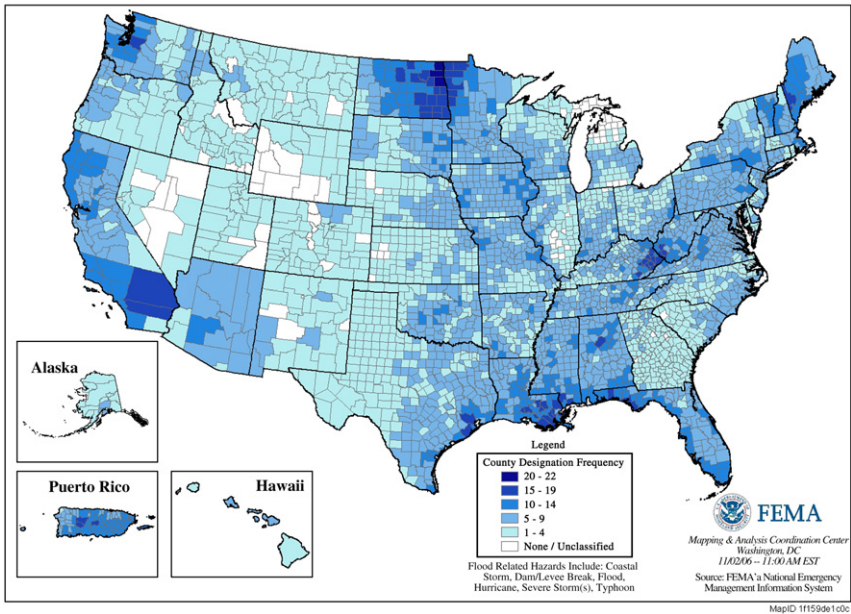 Alaska
Puerto Rico
Hawaii
Legend
County Designation Frequency
20 - 22
15 - 19
10 - 14
5 - 9
1 - 4
None / Unclassified
Flood Related Hazards Include: Coastal
Storm, Dam/Levee Break, Flood,
Hurricane, Severe Storm(s), Typhoon
FEMA
Mapping & Analysis Coordination Center
Washington, DC
11/02/06 -- 11:00 AM EST
Source: FEMA'a National Emergency
Management Information System
MapID 1f159de1c0c